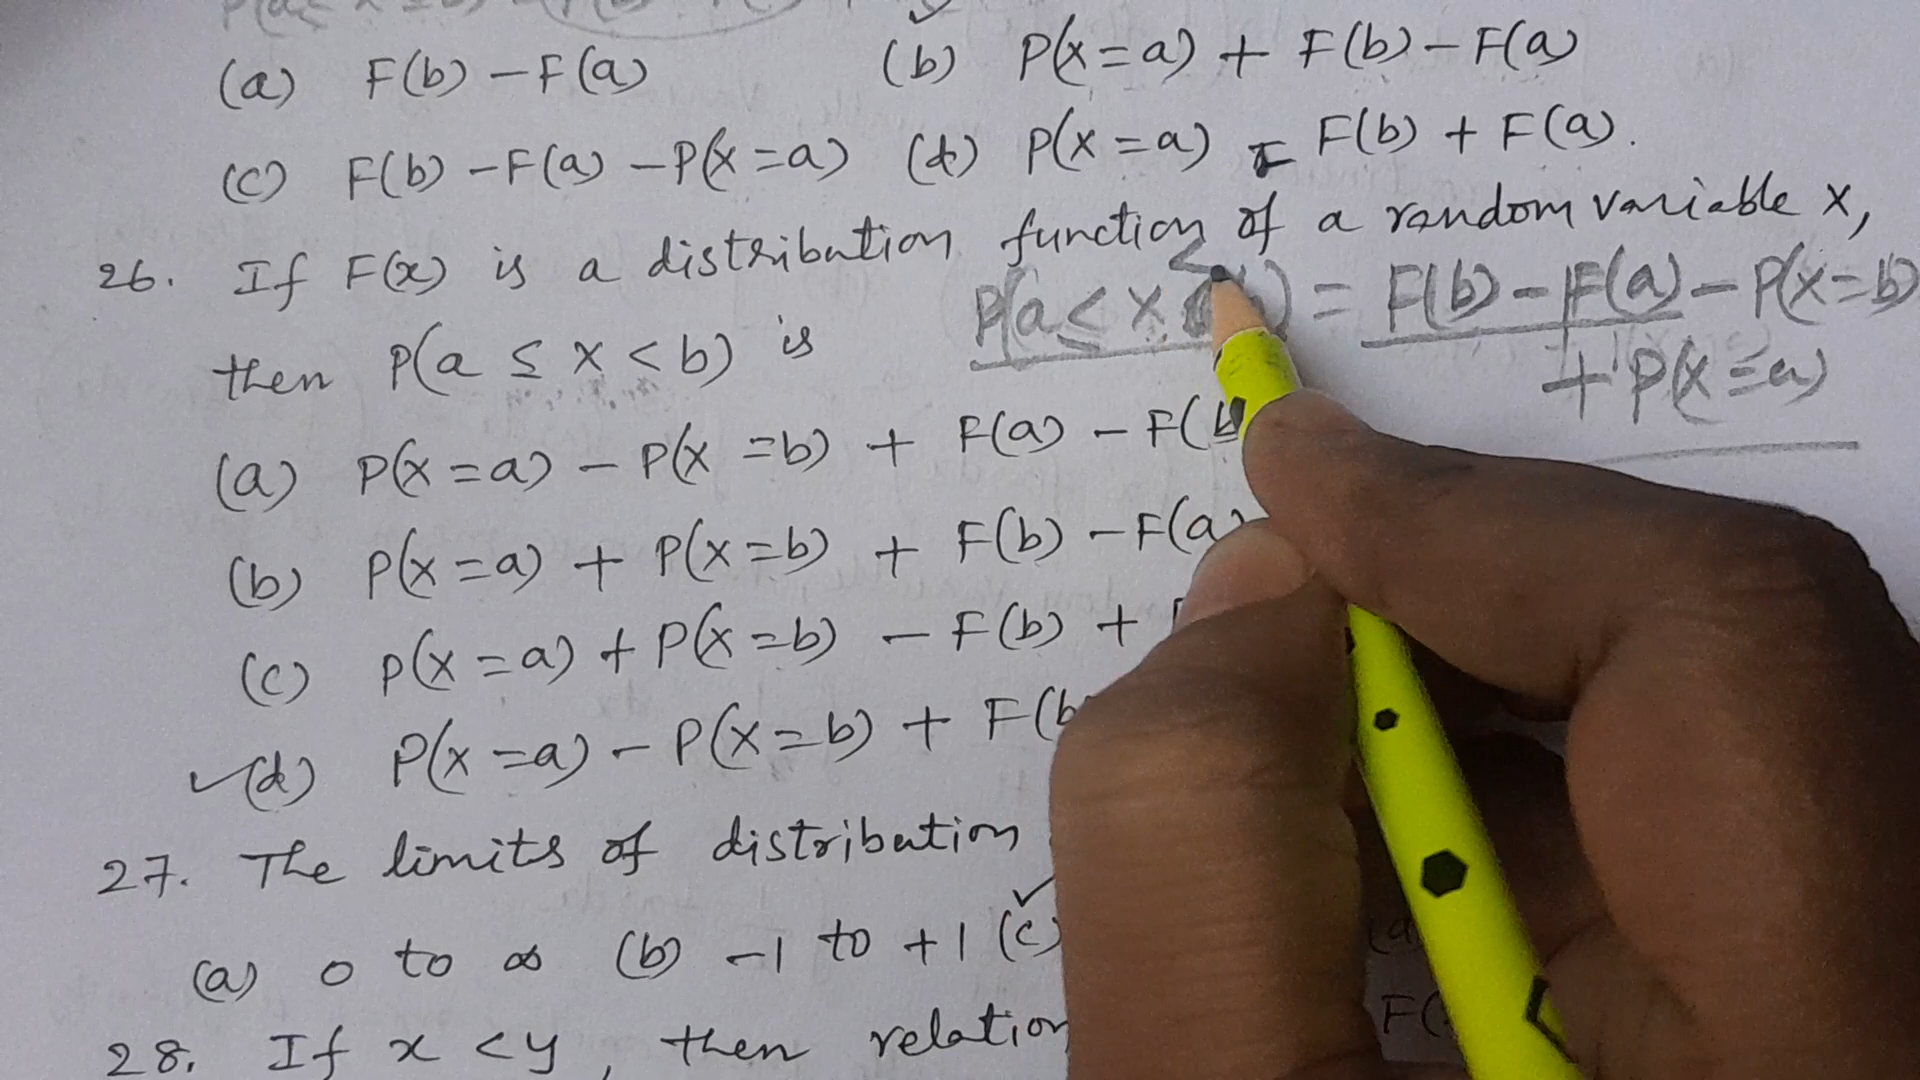 (a) F(b) - F(a) (b) P(X=a) + F(b) - F(a)
(c) F(b) - F(a) - P(X=a) (d) P(X=a) - F(b) + F(a).
26. If F(x) is a distribution function of a random variable X,
then P(a ≤ X < b) is
P(a ≤ X < ) = F(b) - F(a) - P(X=b)
+ P(X=a)
(a) P(X=a) - P(X=b) + F(a) - F(b
(b) P(X=a) + P(X=b) + F(b) - F(a)
(c) P(X=a) + P(X=b) - F(b) +
(d) P(X=a) - P(X=b) + F(b
27. The limits of distribution
(a) 0 to ∞ (b) -1 to +1 (c)
28. If x < y, then relation F(